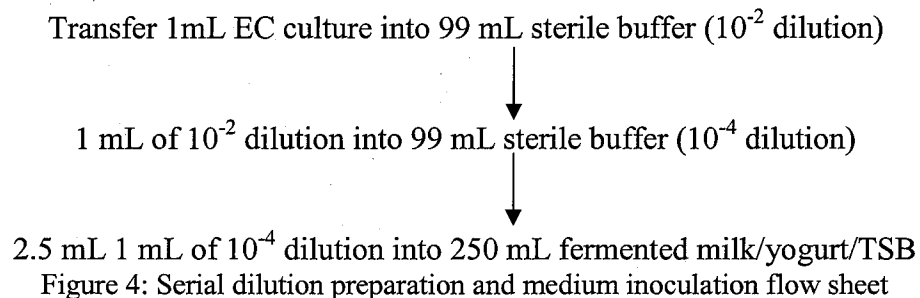 Transfer 1mL EC culture into 99 mL sterile buffer (10⁻² dilution)
1 mL of 10⁻² dilution into 99 mL sterile buffer (10⁻⁴ dilution)
2.5 mL 1 mL of 10⁻⁴ dilution into 250 mL fermented milk/yogurt/TSB
Figure 4: Serial dilution preparation and medium inoculation flow sheet